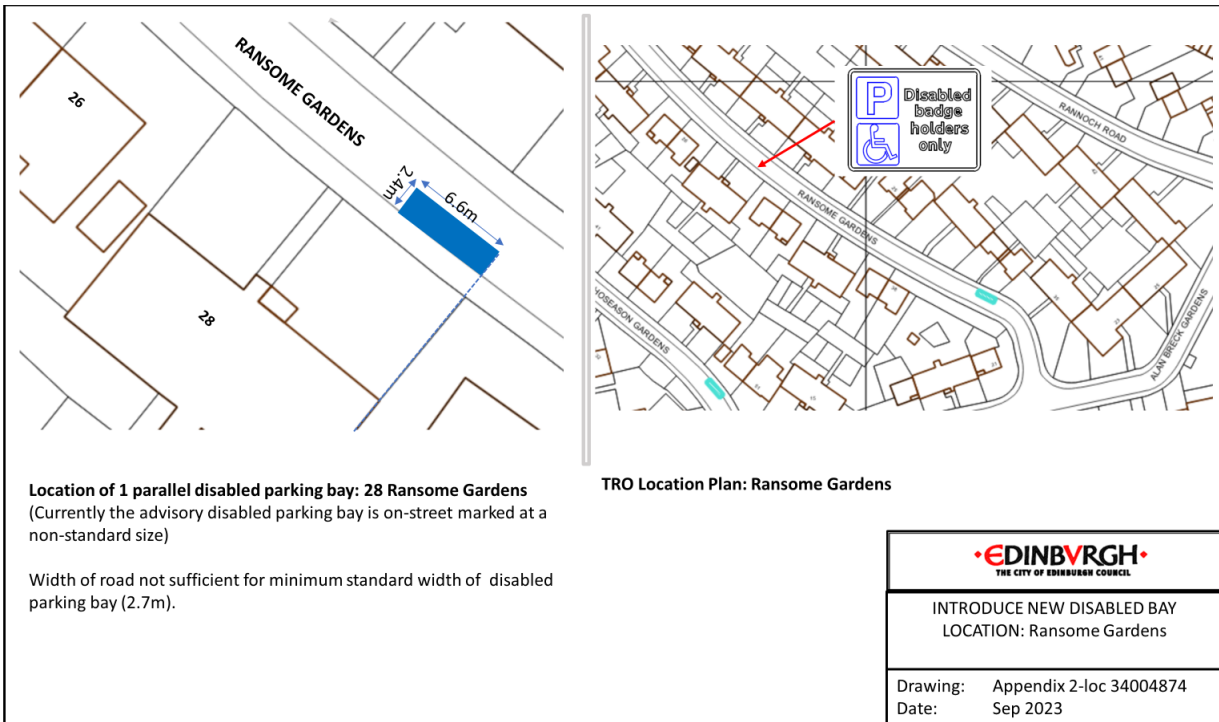 RANSOME GARDENS
26
2.4m
6.6m
28
P
Disabled
badge
holders
only
RANNOCH ROAD
RANSOME GARDENS
HOSEASON GARDENS
ALAN BRECK GARDENS
Location of 1 parallel disabled parking bay: 28 Ransome Gardens
(Currently the advisory disabled parking bay is on-street marked at a
non-standard size)
Width of road not sufficient for minimum standard width of disabled
parking bay (2.7m).
TRO Location Plan: Ransome Gardens
EDINBVRGH
THE CITY OF EDINBURGH COUNCIL
INTRODUCE NEW DISABLED BAY
LOCATION: Ransome Gardens
Drawing: Appendix 2-loc 34004874
Date: Sep 2023